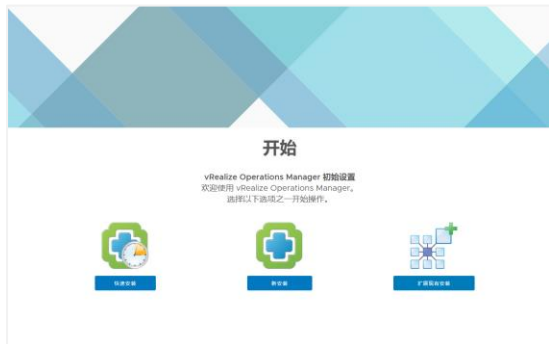 开始
vRealize Operations Manager 初始设置
欢迎使用 vRealize Operations Manager。
选择以下选项之一开始操作。
快速安装
新安装
扩展现有安装